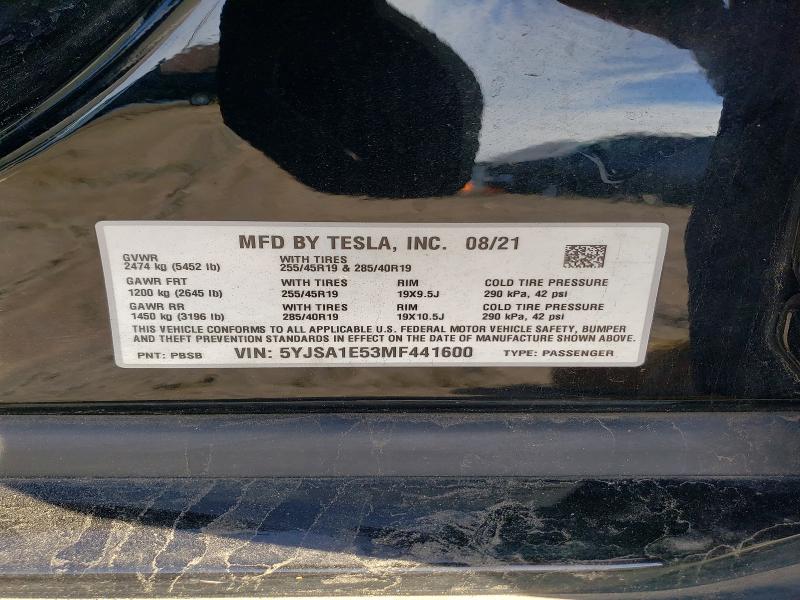 MFD BY TESLA, INC. 08/21
GVWR WITH TIRES
2474 kg (5452 lb) 255/45R19 & 285/40R19
GAWR FRT WITH TIRES RIM COLD TIRE PRESSURE
1200 kg (2645 lb) 255/45R19 19X9.5J 290 kPa, 42 psi
GAWR RR WITH TIRES RIM COLD TIRE PRESSURE
1450 kg (3196 lb) 285/40R19 19X10.5J 290 kPa, 42 psi
THIS VEHICLE CONFORMS TO ALL APPLICABLE U.S. FEDERAL MOTOR VEHICLE SAFETY, BUMPER
AND THEFT PREVENTION STANDARDS IN EFFECT ON THE DATE OF MANUFACTURE SHOWN ABOVE.
PNT: PBSB VIN: 5YJSA1E53MF441600 TYPE: PASSENGER